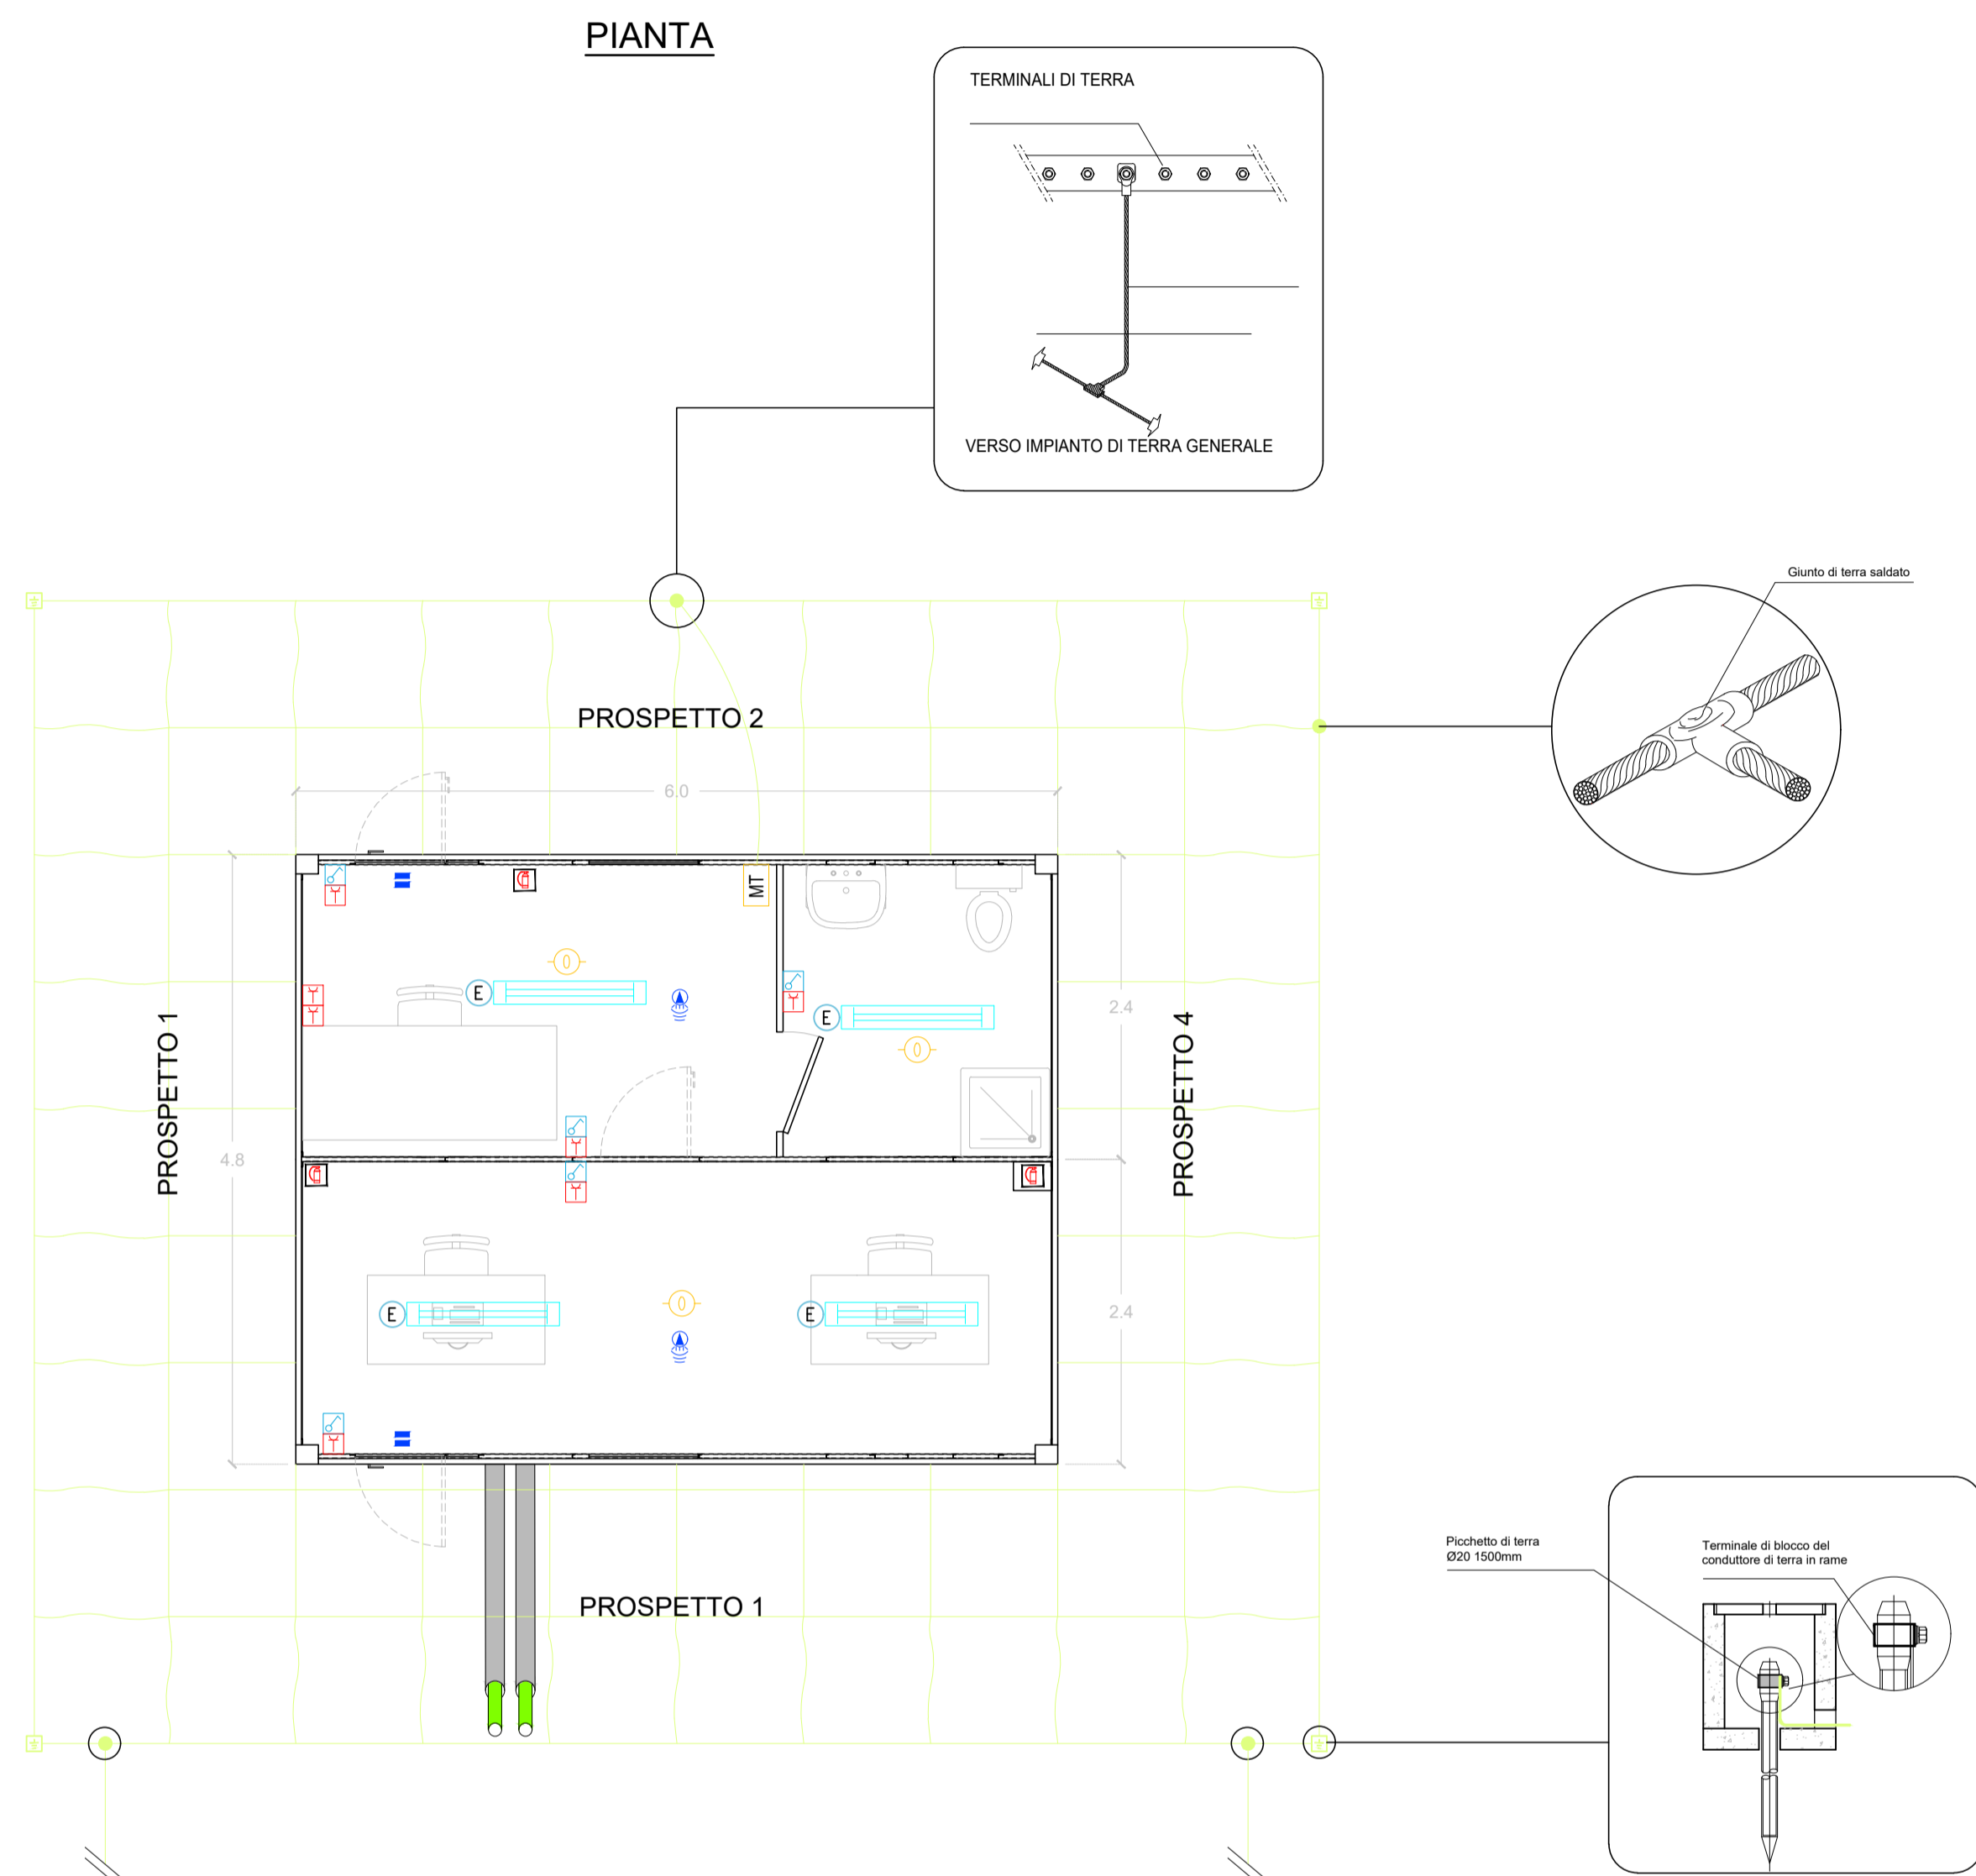 PIANTA
TERMINALI DI TERRA
VERSO IMPIANTO DI TERRA GENERALE
Giunto di terra saldato
PROSPETTO 2
6.0
MT
E
E
2.4
PROSPETTO 1
4.8
PROSPETTO 4
2.4
E
E
PROSPETTO 1
Picchetto di terra
Ø20 1500mm
Terminale di blocco del
conduttore di terra in rame